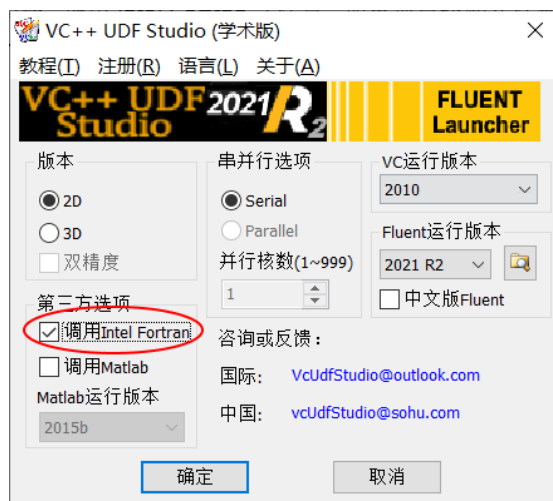 VC++ UDF Studio (学术版)
教程(T) 注册(R) 语言(L) 关于(A)
VC++ UDF Studio 2021 R2
FLUENT Launcher
版本
2D
3D
双精度
串并行选项
Serial
Parallel
并行核数(1~999)
1
VC运行版本
2010
Fluent运行版本
2021 R2
中文版Fluent
第三方选项
调用Intel Fortran
调用Matlab
Matlab运行版本
2015b
咨询或反馈：
国际: VcUdfStudio@outlook.com
中国: vcUdfStudio@sohu.com
确定 取消